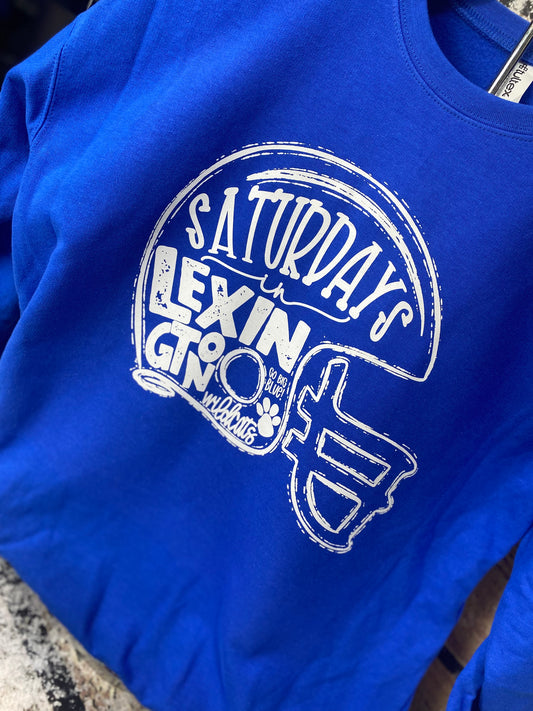 SATURDAYS
in
LEXIN
GTON
GO BIG
BLUE!
wildcats